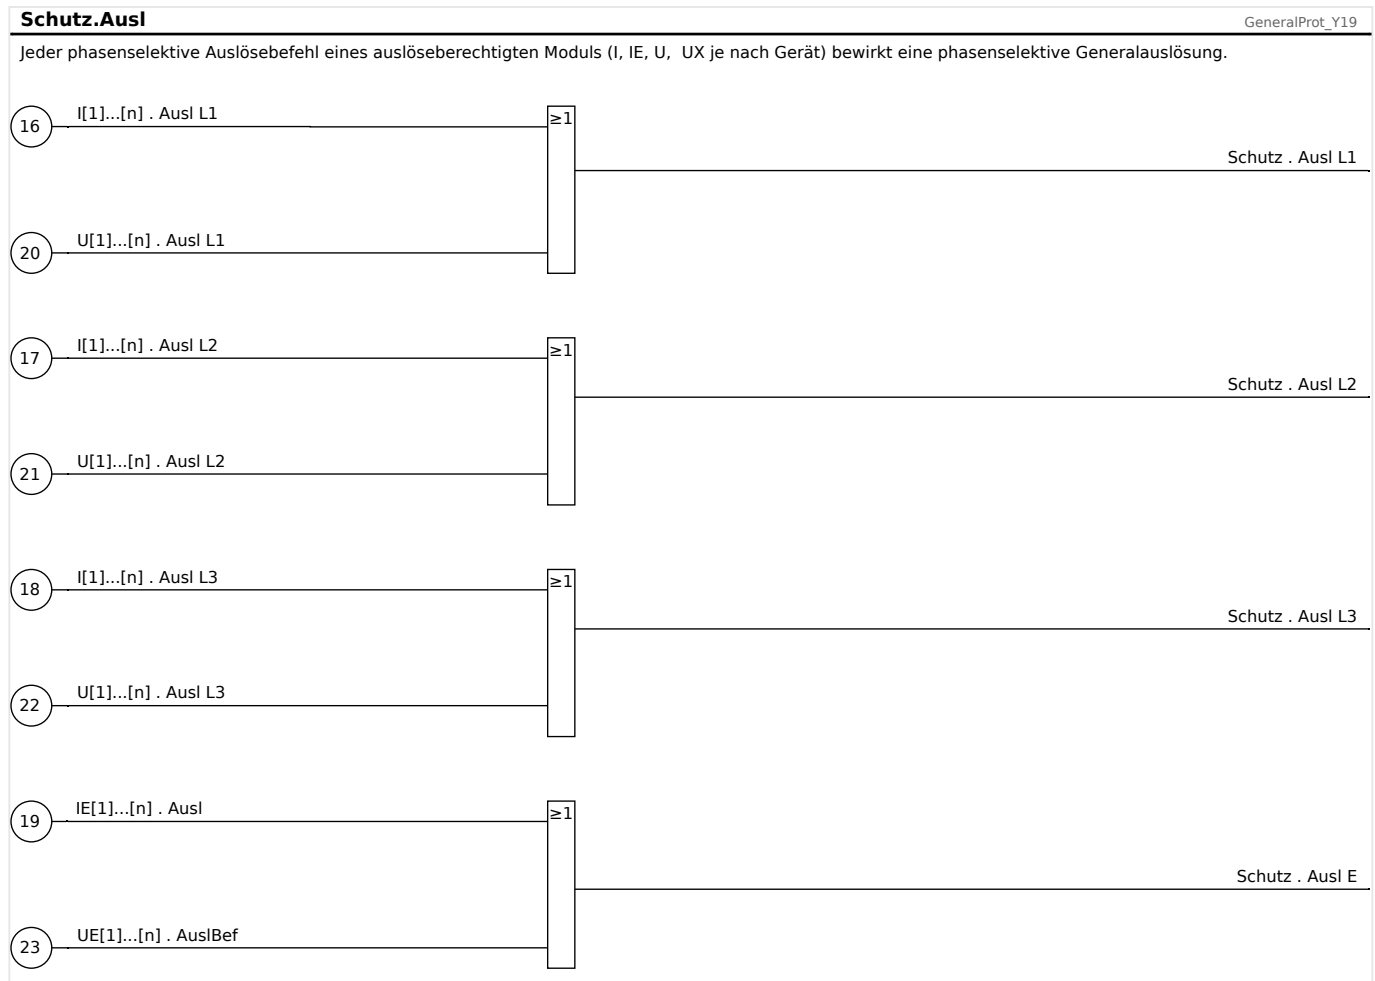 Schutz.Ausl
GeneralProt_Y19
Jeder phasenselektive Auslösebefehl eines auslöseberechtigten Moduls (I, IE, U,  UX je nach Gerät) bewirkt eine phasenselektive Generalauslösung.
16
I[1]...[n] . Ausl L1
≥1
Schutz . Ausl L1
20
U[1]...[n] . Ausl L1
17
I[1]...[n] . Ausl L2
≥1
Schutz . Ausl L2
21
U[1]...[n] . Ausl L2
18
I[1]...[n] . Ausl L3
≥1
Schutz . Ausl L3
22
U[1]...[n] . Ausl L3
19
IE[1]...[n] . Ausl
≥1
Schutz . Ausl E
23
UE[1]...[n] . AuslBef